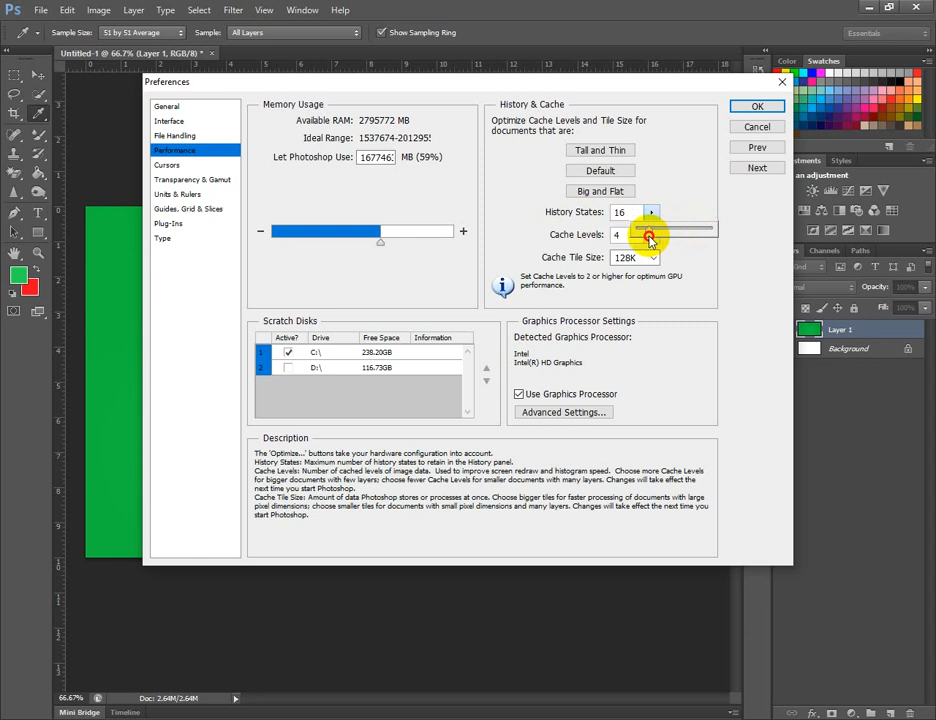 Ps File Edit Image Layer Type Select Filter View Window Help
Sample Size: 51 by 51 Average Sample: All Layers Show Sampling Ring Essentials
Untitled-1 @ 66.7% (Layer 1, RGB/8) * ×
Color Swatches
Preferences
General
Interface
File Handling
Performance
Cursors
Transparency & Gamut
Units & Rulers
Guides, Grid & Slices
Plug-Ins
Type
Memory Usage
Available RAM: 2795772 MB
Ideal Range: 1537674-201295!
Let Photoshop Use: 167746: MB (59%)
− +
History & Cache
Optimize Cache Levels and Tile Size for
documents that are:
Tall and Thin
Default
Big and Flat
History States: 16
Cache Levels: 4
Cache Tile Size: 128K
Set Cache Levels to 2 or higher for optimum GPU
performance.
OK
Cancel
Prev
Next
Scratch Disks
Active? Drive Free Space Information
1 C:\ 238.20GB
2 D:\ 116.73GB
Graphics Processor Settings
Detected Graphics Processor:
Intel
Intel(R) HD Graphics
Use Graphics Processor
Advanced Settings...
Description
The 'Optimize...' buttons take your hardware configuration into account.
History States: Maximum number of history states to retain in the History panel.
Cache Levels: Number of cached levels of image data. Used to improve screen redraw and histogram speed. Choose more Cache Levels
for bigger documents with few layers; choose fewer Cache Levels for smaller documents with many layers. Changes will take effect the
next time you start Photoshop.
Cache Tile Size: Amount of data Photoshop stores or processes at once. Choose bigger tiles for faster processing of documents with large
pixel dimensions; choose smaller tiles for documents with small pixel dimensions and many layers. Changes will take effect the next time you
start Photoshop.
ustments Styles
an adjustment
Channels Paths
Kind
mal Opacity: 100%
Fill: 100%
Layer 1
Background
66.67% Doc: 2.64M/2.64M
Mini Bridge Timeline